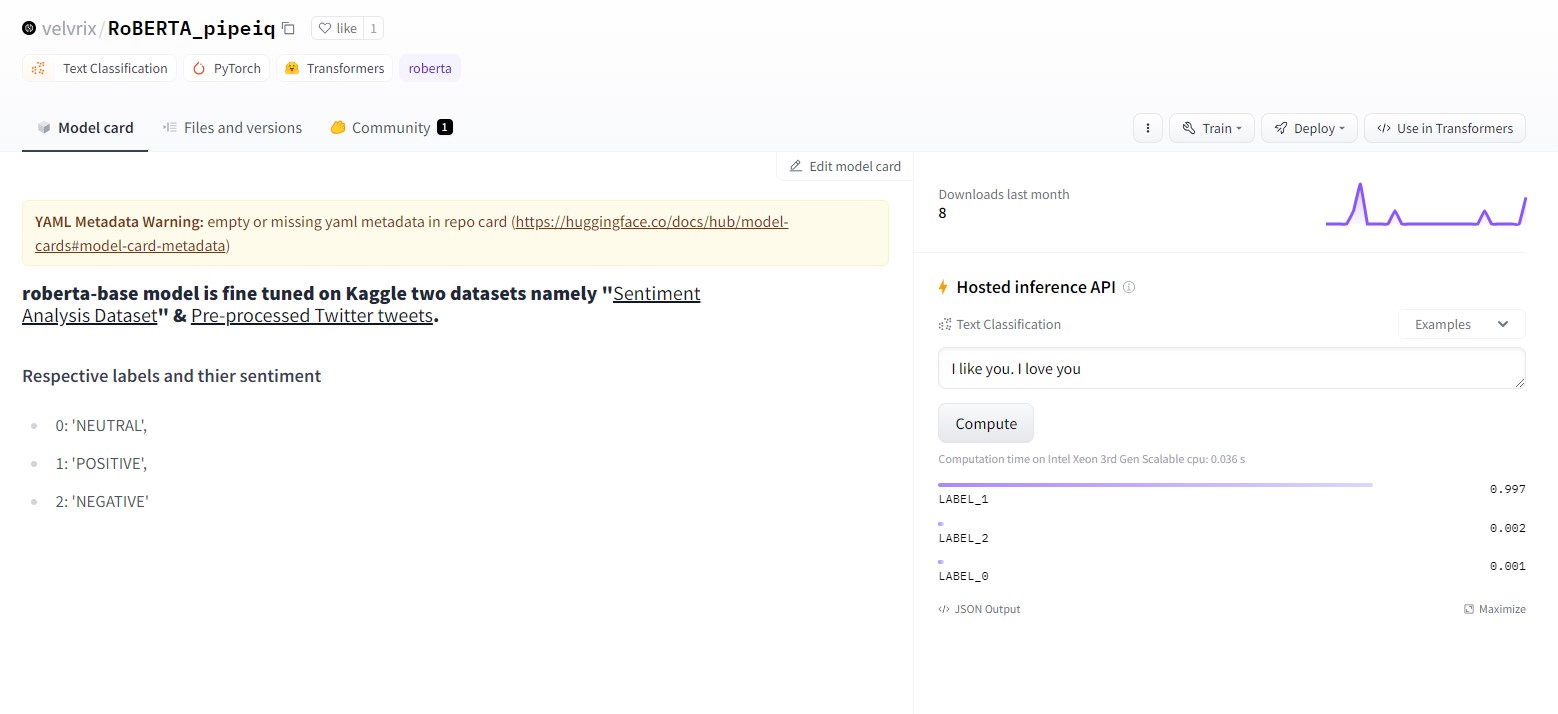 velvrix/RoBERTA_pipeiq like 1
Text Classification PyTorch Transformers roberta
Model card Files and versions Community 1 Train Deploy </> Use in Transformers
Edit model card
YAML Metadata Warning: empty or missing yaml metadata in repo card (https://huggingface.co/docs/hub/model-
cards#model-card-metadata)
roberta-base model is fine tuned on Kaggle two datasets namely "Sentiment
Analysis Dataset" & Pre-processed Twitter tweets.
Respective labels and thier sentiment
0: 'NEUTRAL',
1: 'POSITIVE',
2: 'NEGATIVE'
Downloads last month
8
Hosted inference API
Text Classification Examples
I like you. I love you
Compute
Computation time on Intel Xeon 3rd Gen Scalable cpu: 0.036 s
LABEL_1 0.997
LABEL_2 0.002
LABEL_0 0.001
</> JSON Output Maximize